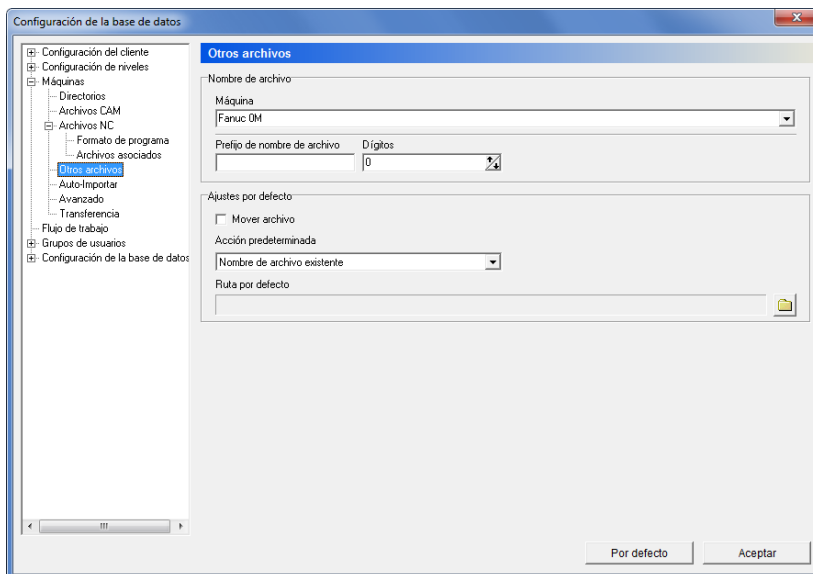 Configuración de la base de datos
Configuración del cliente
Configuración de niveles
Máquinas
Directorios
Archivos CAM
Archivos NC
Formato de programa
Archivos asociados
Otros archivos
Auto-Importar
Avanzado
Transferencia
Flujo de trabajo
Grupos de usuarios
Configuración de la base de datos
Otros archivos
Nombre de archivo
Máquina
Fanuc 0M
Prefijo de nombre de archivo Dígitos
0
Ajustes por defecto
Mover archivo
Acción predeterminada
Nombre de archivo existente
Ruta por defecto
Por defecto Aceptar